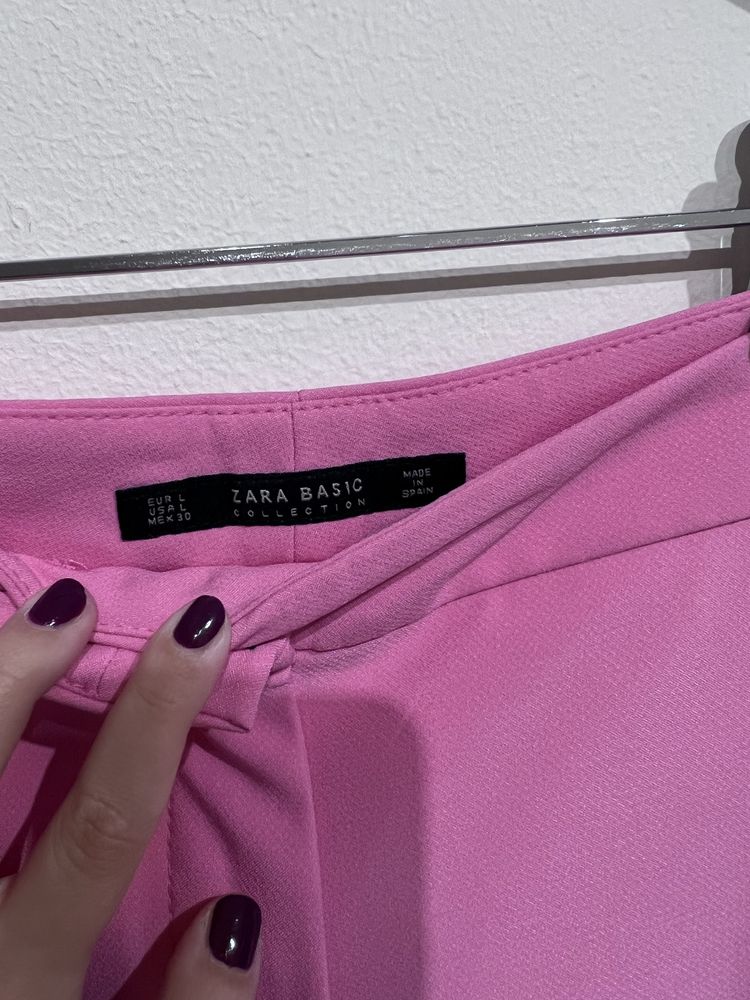 EUR L
USA L
MEX 30
ZARA BASIC
COLLECTION
MADE
IN
SPAIN